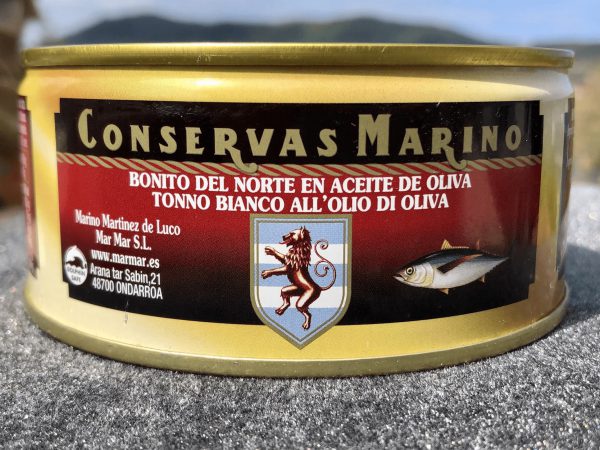 CONSERVAS MARINO
BONITO DEL NORTE EN ACEITE DE OLIVA
TONNO BIANCO ALL'OLIO DI OLIVA
Marino Martinez de Luco
Mar Mar S.L.
www.marmar.es
Arana tar Sabin,21
48700 ONDARROA